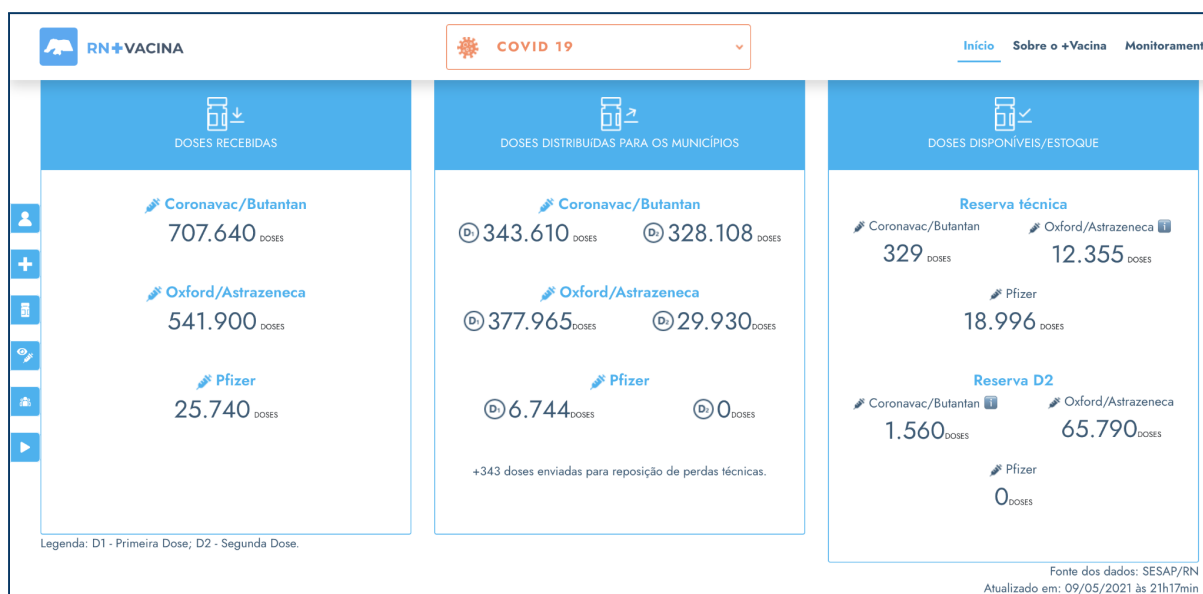 RN+VACINA
COVID 19
Início Sobre o +Vacina Monitorament
DOSES RECEBIDAS
Coronavac/Butantan
707.640 DOSES
Oxford/Astrazeneca
541.900 DOSES
Pfizer
25.740 DOSES
DOSES DISTRIBUíDAS PARA OS MUNICÍPIOS
Coronavac/Butantan
D1 343.610 DOSES D2 328.108 DOSES
Oxford/Astrazeneca
D1 377.965 DOSES D2 29.930 DOSES
Pfizer
D1 6.744 DOSES D2 0 DOSES
+343 doses enviadas para reposição de perdas técnicas.
DOSES DISPONÍVEIS/ESTOQUE
Reserva técnica
Coronavac/Butantan Oxford/Astrazeneca i
329 DOSES 12.355 DOSES
Pfizer
18.996 DOSES
Reserva D2
Coronavac/Butantan i Oxford/Astrazeneca
1.560 DOSES 65.790 DOSES
Pfizer
0 DOSES
Legenda: D1 - Primeira Dose; D2 - Segunda Dose.
Fonte dos dados: SESAP/RN
Atualizado em: 09/05/2021 às 21h17min